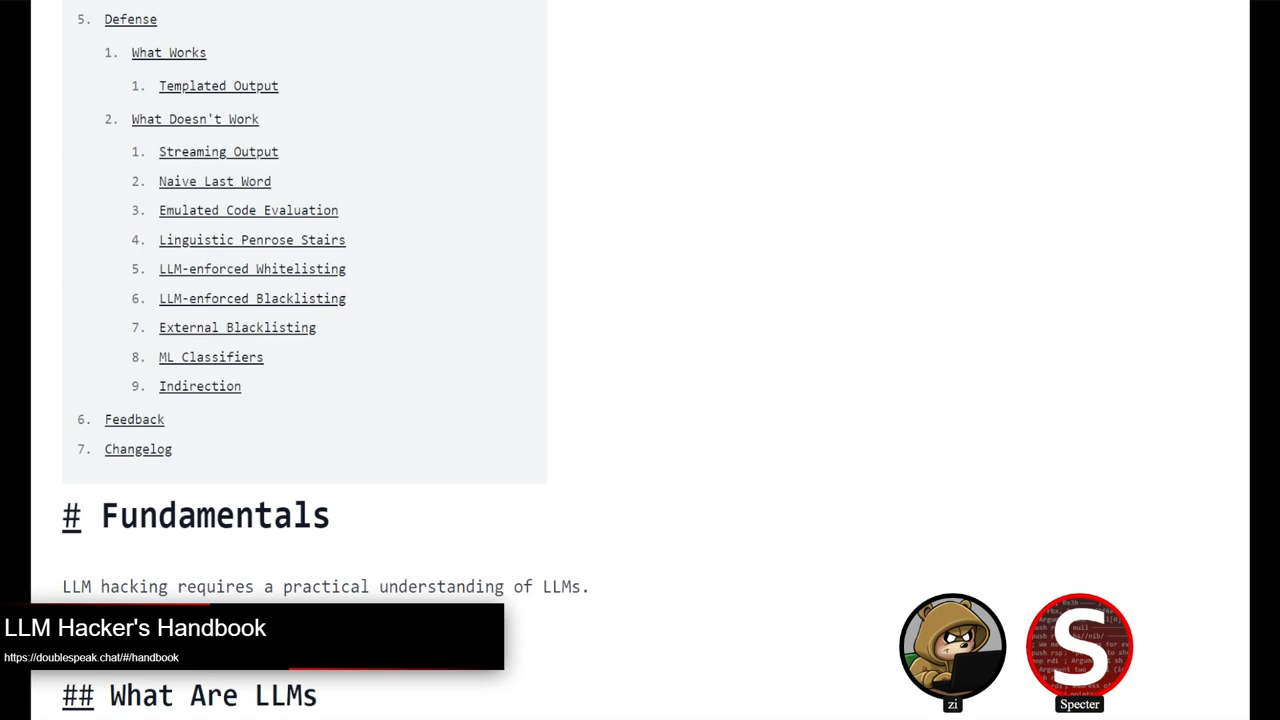 5. Defense
1. What Works
1. Templated Output
2. What Doesn't Work
1. Streaming Output
2. Naive Last Word
3. Emulated Code Evaluation
4. Linguistic Penrose Stairs
5. LLM-enforced Whitelisting
6. LLM-enforced Blacklisting
7. External Blacklisting
8. ML Classifiers
9. Indirection
6. Feedback
7. Changelog
# Fundamentals
LLM hacking requires a practical understanding of LLMs.
LLM Hacker's Handbook
https://doublespeak.chat/#/handbook
## What Are LLMs
S
zi
Specter